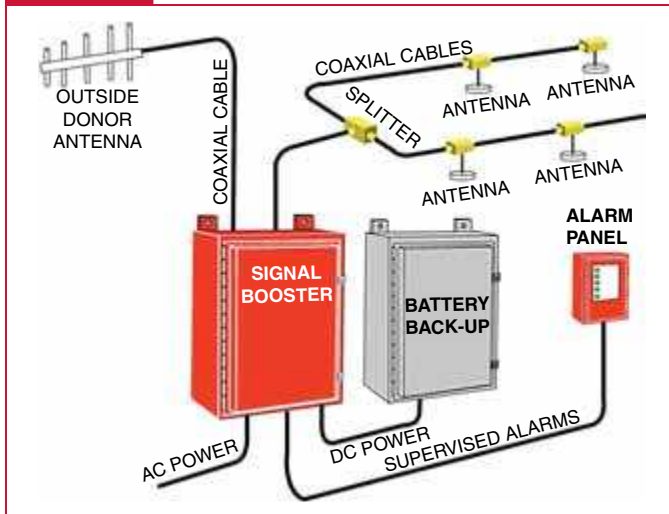 OUTSIDE
DONOR
ANTENNA
COAXIAL CABLE
COAXIAL CABLES
SPLITTER
ANTENNA
ANTENNA
ANTENNA
ANTENNA
ALARM
PANEL
SIGNAL
BOOSTER
BATTERY
BACK-UP
AC POWER
DC POWER
SUPERVISED ALARMS